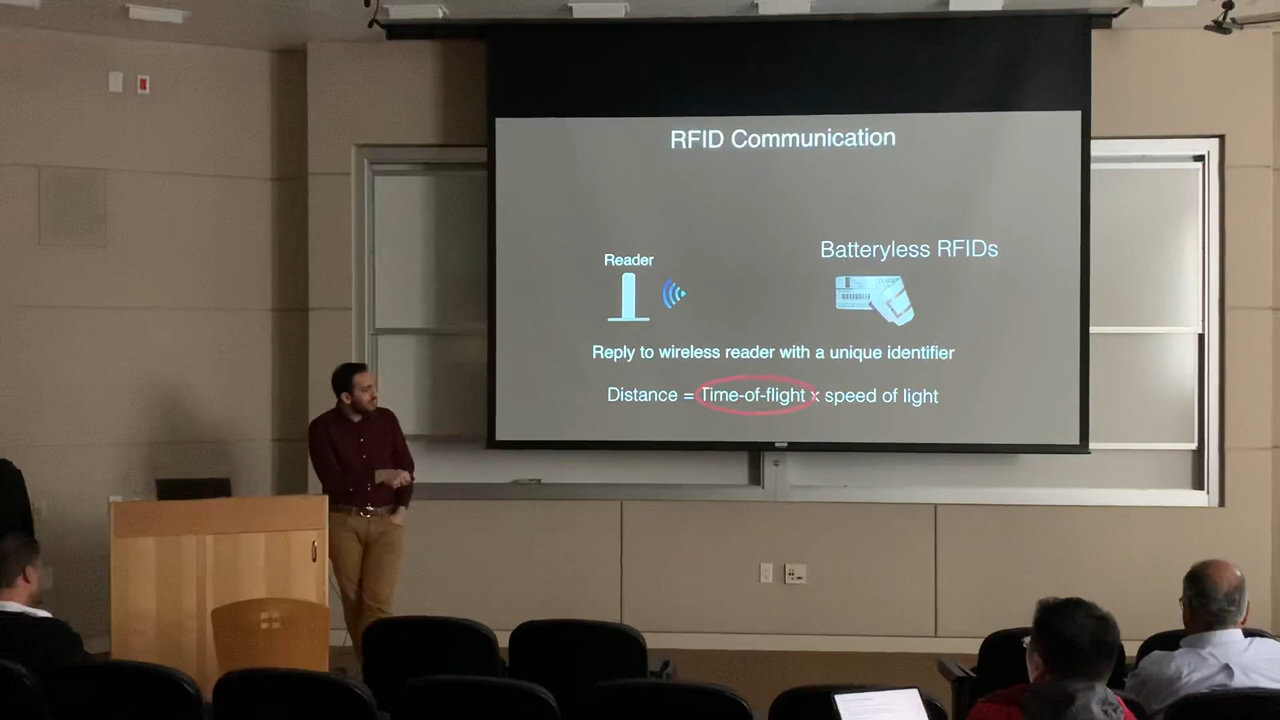 RFID Communication
Batteryless RFIDs
Reader
Reply to wireless reader with a unique identifier
Distance = Time-of-flight x speed of light